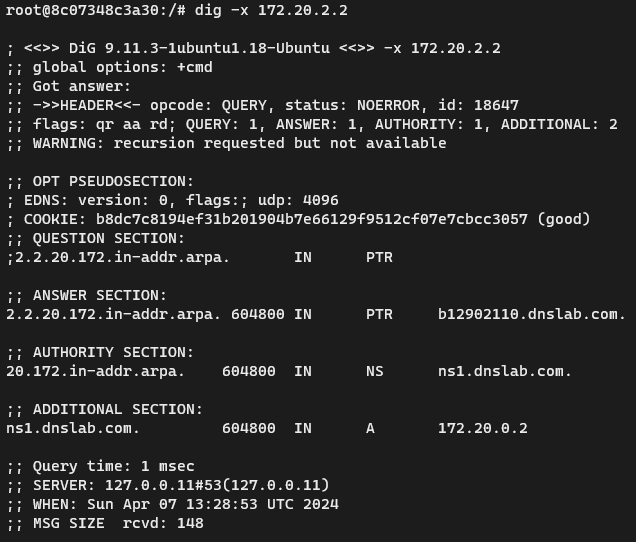 root@8c07348c3a30:/# dig -x 172.20.2.2
; <<>> DiG 9.11.3-1ubuntu1.18-Ubuntu <<>> -x 172.20.2.2
;; global options: +cmd
;; Got answer:
;; ->>HEADER<<- opcode: QUERY, status: NOERROR, id: 18647
;; flags: qr aa rd; QUERY: 1, ANSWER: 1, AUTHORITY: 1, ADDITIONAL: 2
;; WARNING: recursion requested but not available
;; OPT PSEUDOSECTION:
; EDNS: version: 0, flags:; udp: 4096
; COOKIE: b8dc7c8194ef31b201904b7e66129f9512cf07e7cbcc3057 (good)
;; QUESTION SECTION:
;2.2.20.172.in-addr.arpa. IN PTR
;; ANSWER SECTION:
2.2.20.172.in-addr.arpa. 604800 IN PTR b12902110.dnslab.com.
;; AUTHORITY SECTION:
20.172.in-addr.arpa. 604800 IN NS ns1.dnslab.com.
;; ADDITIONAL SECTION:
ns1.dnslab.com. 604800 IN A 172.20.0.2
;; Query time: 1 msec
;; SERVER: 127.0.0.11#53(127.0.0.11)
;; WHEN: Sun Apr 07 13:28:53 UTC 2024
;; MSG SIZE rcvd: 148